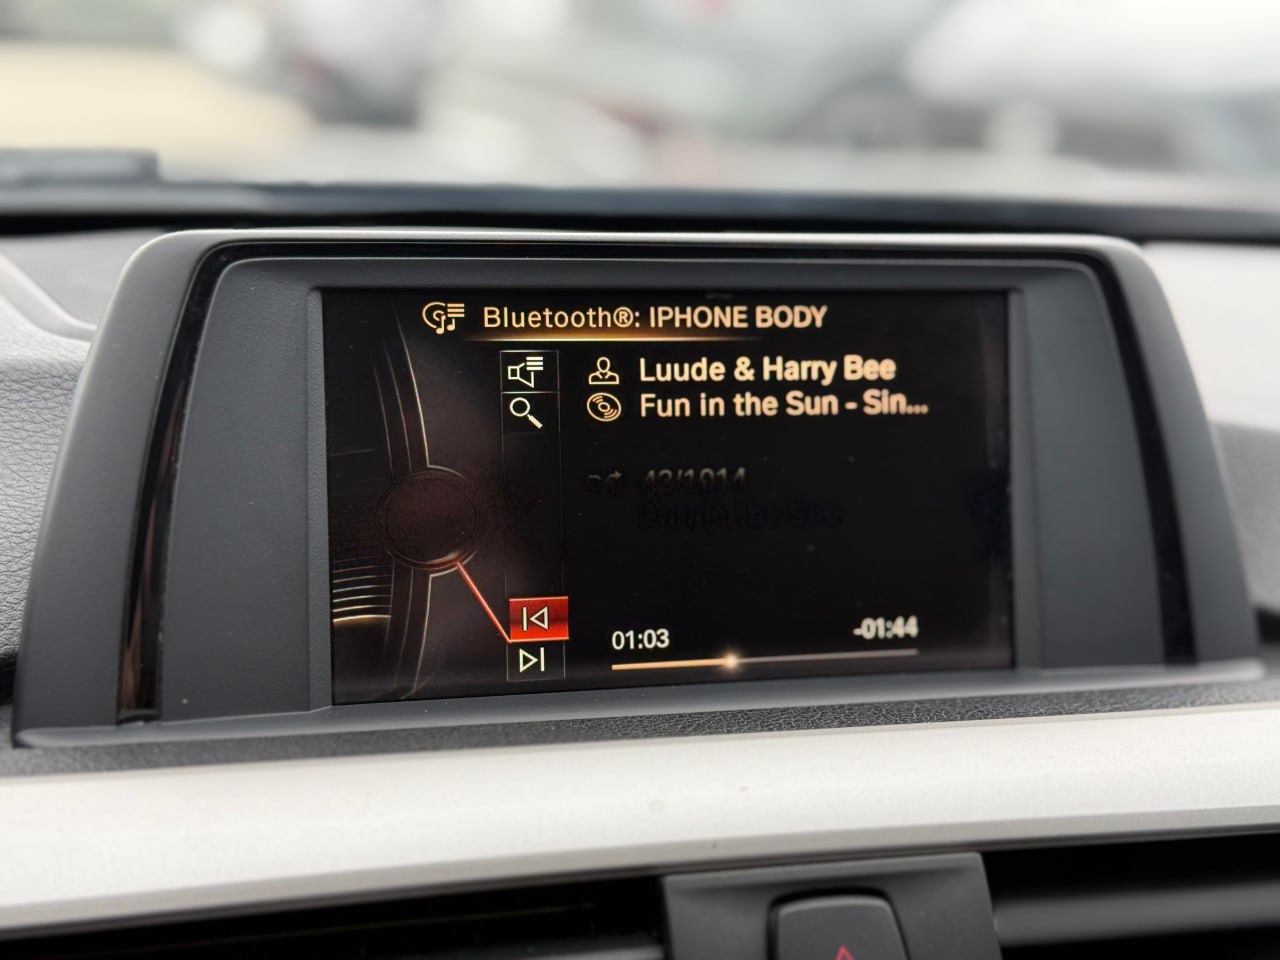 Bluetooth®: IPHONE BODY
Luude & Harry Bee
Fun in the Sun - Sin...
01:03
-01:44